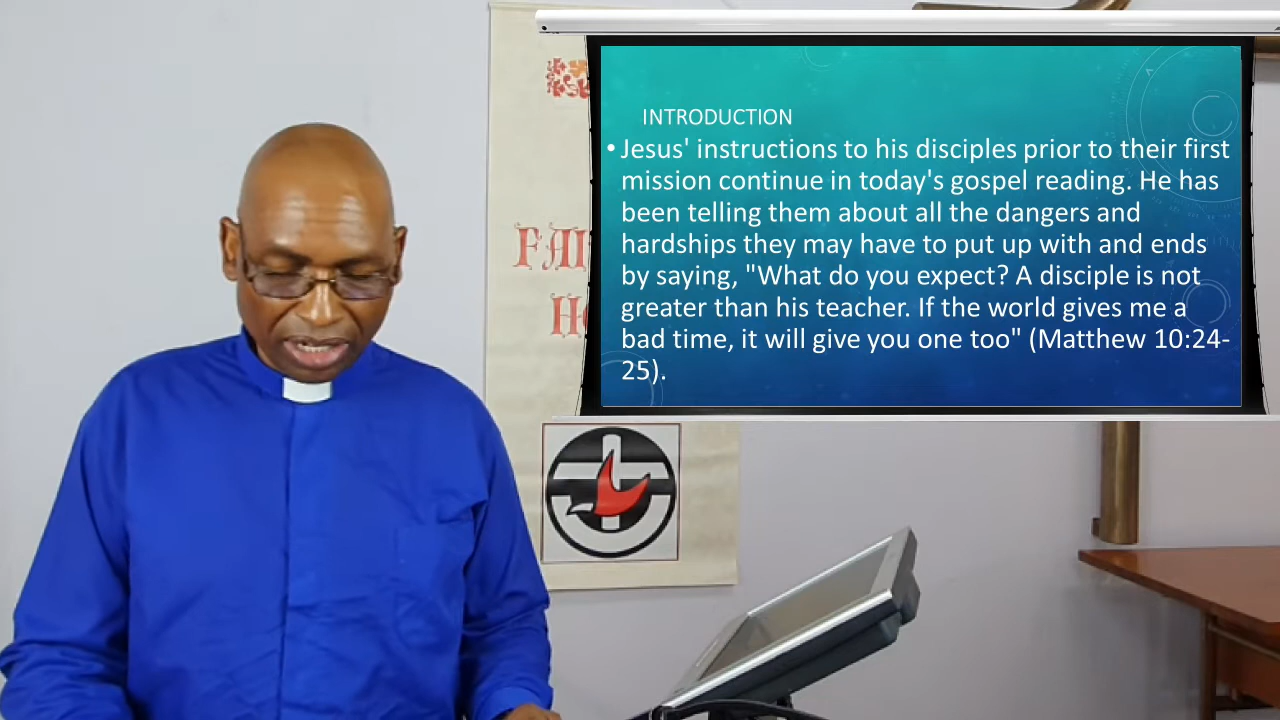 INTRODUCTION
• Jesus' instructions to his disciples prior to their first
mission continue in today's gospel reading. He has
been telling them about all the dangers and
hardships they may have to put up with and ends
by saying, "What do you expect? A disciple is not
greater than his teacher. If the world gives me a
bad time, it will give you one too" (Matthew 10:24-
25).